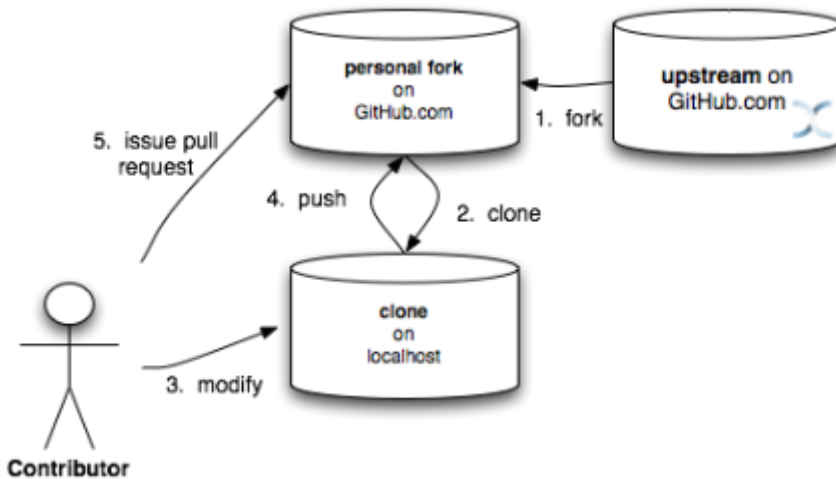 personal fork
on
GitHub.com
upstream on
GitHub.com
1. fork
5. issue pull
request
4. push
2. clone
clone
on
localhost
3. modify
Contributor